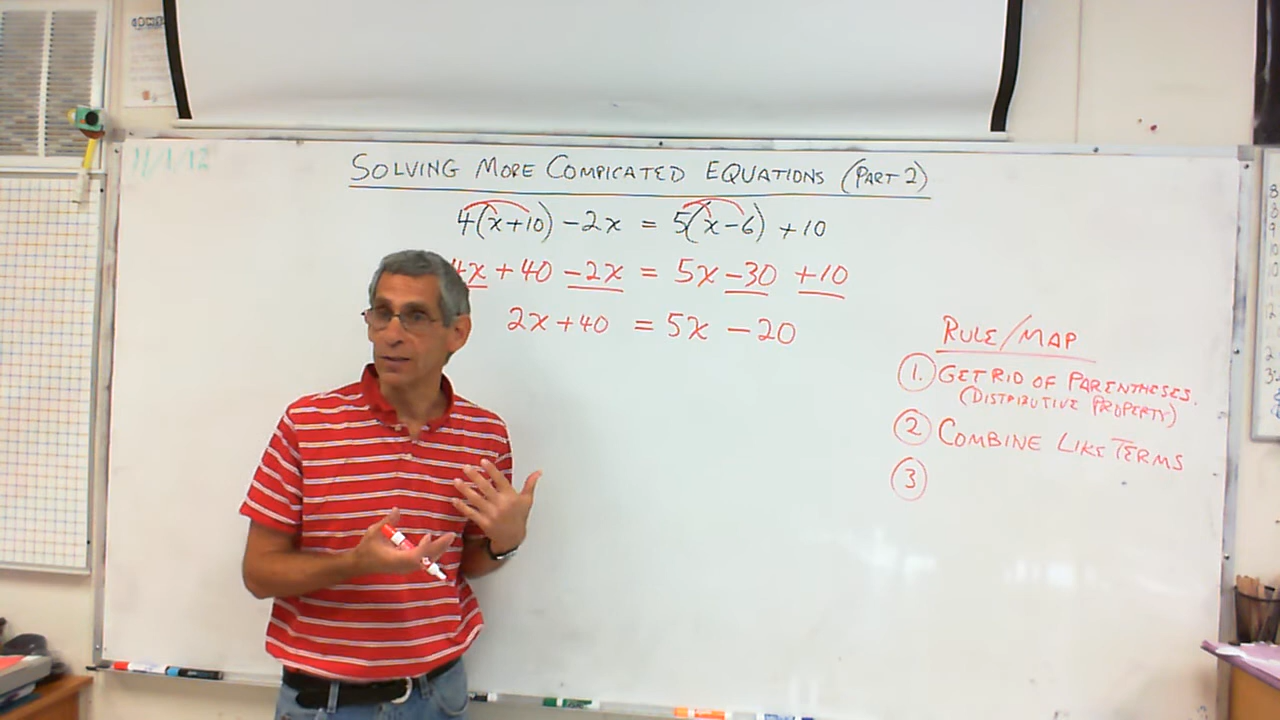 11/1/12
SOLVING MORE COMPICATED EQUATIONS (PART 2)
4(x+10) -2x = 5(x-6) +10
4x +40 -2x = 5x -30 +10
2x +40 = 5x -20
RULE/MAP
1. GET RID OF PARENTHESES.
(DISTRIBUTIVE PROPERTY)
2 COMBINE LIKE TERMS
3